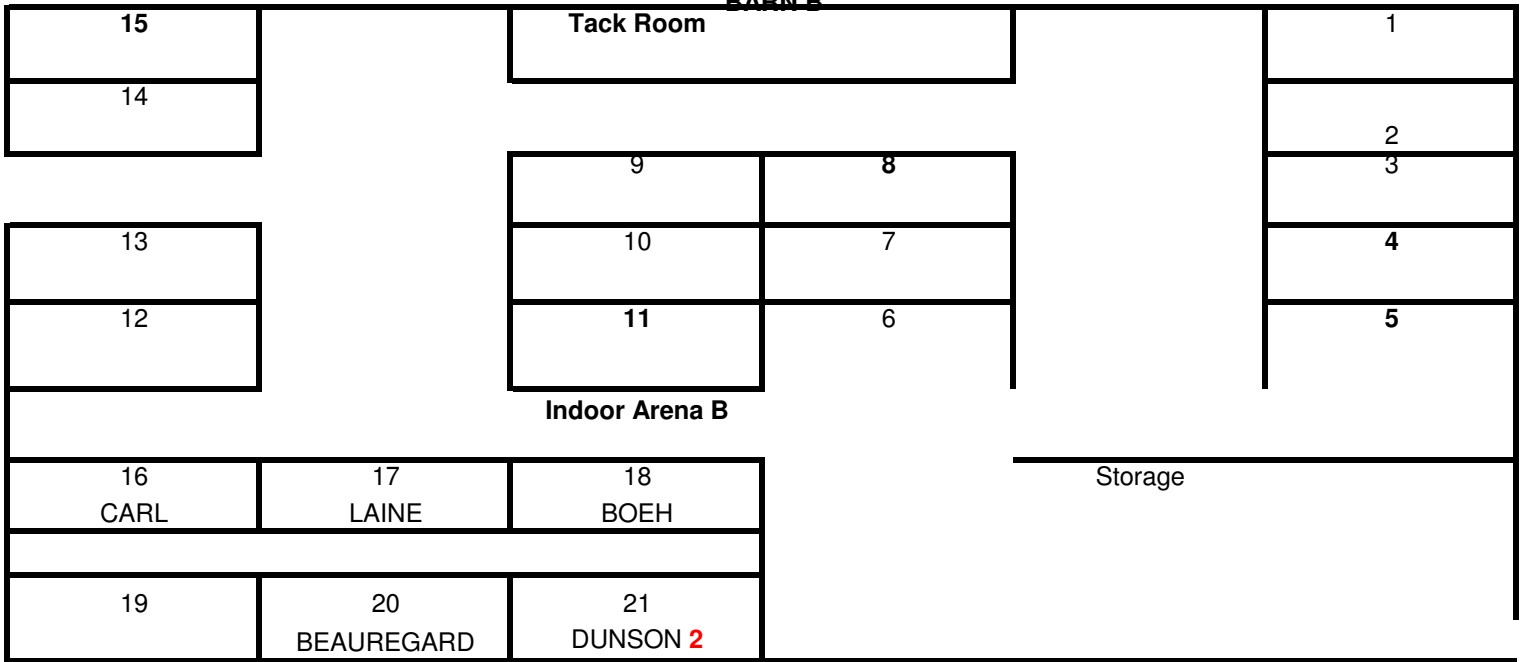 BARN B
15 Tack Room 1
14
2
9 8 3
13 10 7 4
12 11 6 5
Indoor Arena B
16 17 18 Storage
CARL LAINE BOEH
19 20 21
BEAUREGARD DUNSON 2